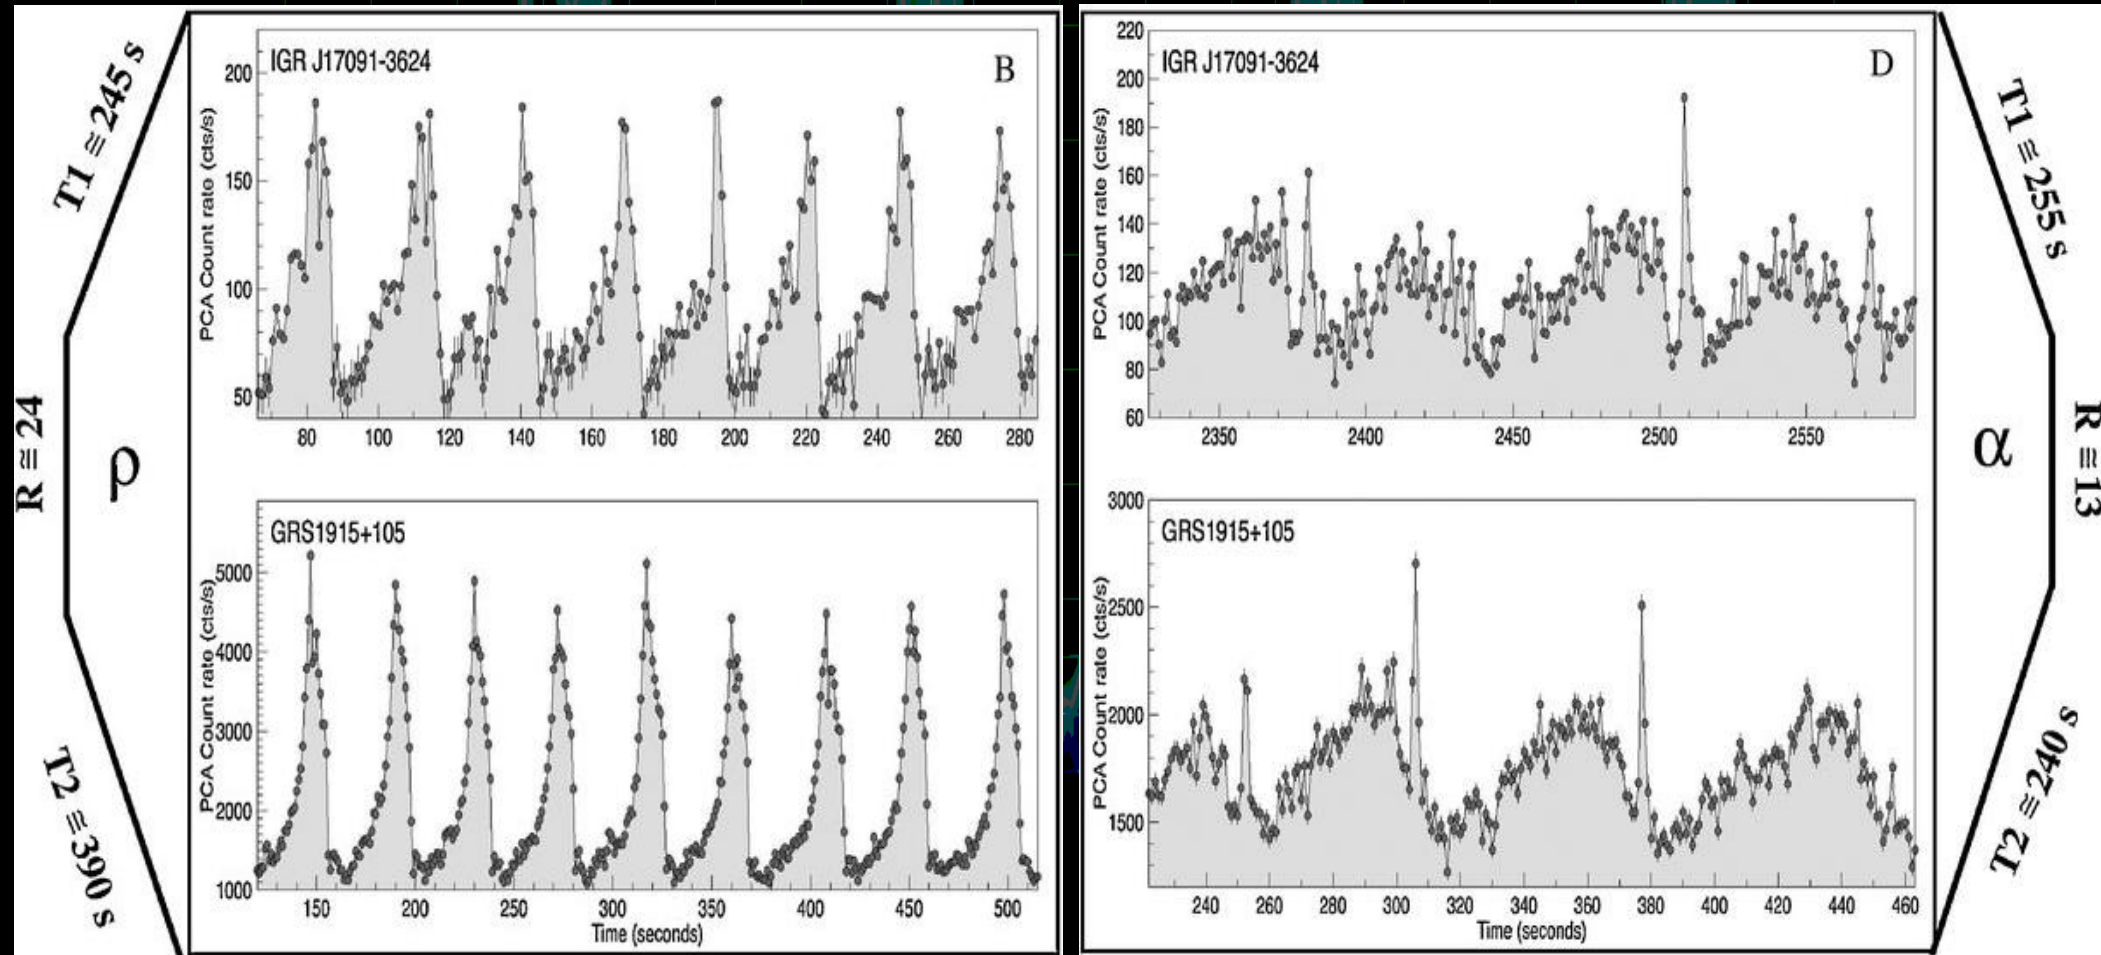 T1 ≅ 245 s
R ≅ 24
ρ
T2 ≅ 390 s
IGR J17091-3624
B
PCA Count rate (cts/s)
200
150
100
50
80 100 120 140 160 180 200 220 240 260 280
GRS1915+105
PCA Count rate (cts/s)
5000
4000
3000
2000
1000
150 200 250 300 350 400 450 500
Time (seconds)
IGR J17091-3624
D
PCA Count rate (cts/s)
220
200
180
160
140
120
100
80
60
2350 2400 2450 2500 2550
GRS1915+105
PCA Count rate (cts/s)
3000
2500
2000
1500
240 260 280 300 320 340 360 380 400 420 440 460
Time (seconds)
T1 ≅ 255 s
α
R ≅ 13
T2 ≅ 240 s